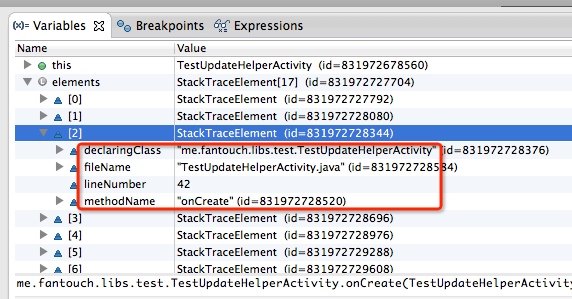 (x)= Variables Breakpoints Expressions
Name Value
this TestUpdateHelperActivity (id=831972678560)
elements StackTraceElement[17] (id=831972727704)
[0] StackTraceElement (id=831972727792)
[1] StackTraceElement (id=831972728080)
[2] StackTraceElement (id=831972728344)
declaringClass "me.fantouch.libs.test.TestUpdateHelperActivity" (id=831972728376)
fileName "TestUpdateHelperActivity.java" (id=831972728584)
lineNumber 42
methodName "onCreate" (id=831972728520)
[3] StackTraceElement (id=831972728696)
[4] StackTraceElement (id=831972728976)
[5] StackTraceElement (id=831972729288)
[6] StackTraceElement (id=831972729608)
me.fantouch.libs.test.TestUpdateHelperActivity.onCreate(TestUpdateHelperActivity